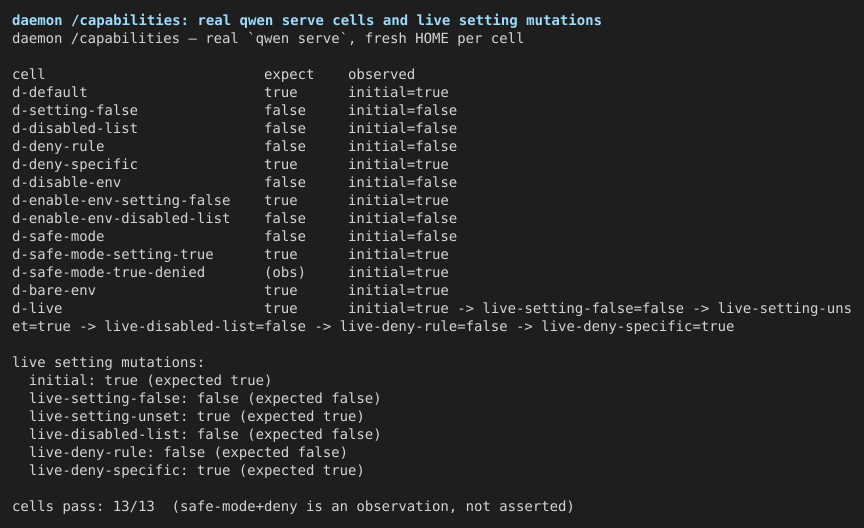 daemon /capabilities: real qwen serve cells and live setting mutations
daemon /capabilities — real `qwen serve`, fresh HOME per cell
cell expect observed
d-default true initial=true
d-setting-false false initial=false
d-disabled-list false initial=false
d-deny-rule false initial=false
d-deny-specific true initial=true
d-disable-env false initial=false
d-enable-env-setting-false true initial=true
d-enable-env-disabled-list false initial=false
d-safe-mode false initial=false
d-safe-mode-setting-true true initial=true
d-safe-mode-true-denied (obs) initial=true
d-bare-env true initial=true
d-live true initial=true -> live-setting-false=false -> live-setting-uns
et=true -> live-disabled-list=false -> live-deny-rule=false -> live-deny-specific=true
live setting mutations:
initial: true (expected true)
live-setting-false: false (expected false)
live-setting-unset: true (expected true)
live-disabled-list: false (expected false)
live-deny-rule: false (expected false)
live-deny-specific: true (expected true)
cells pass: 13/13 (safe-mode+deny is an observation, not asserted)